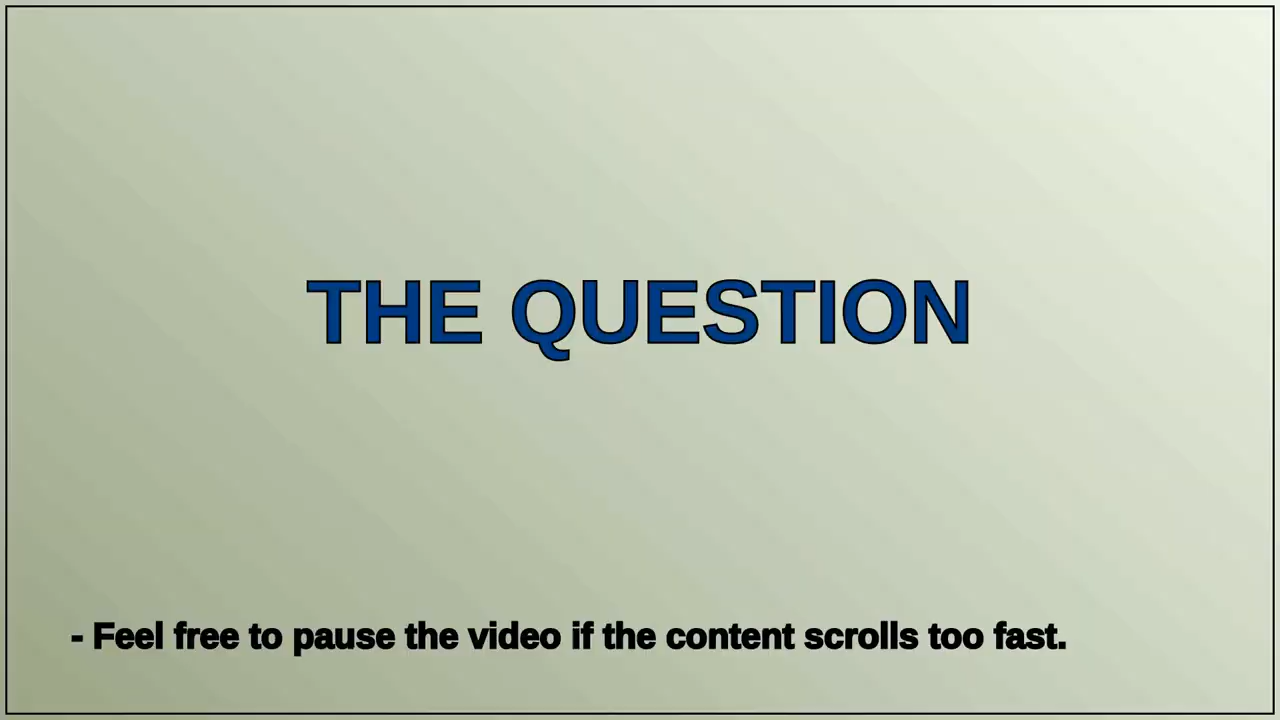 THE QUESTION
- Feel free to pause the video if the content scrolls too fast.